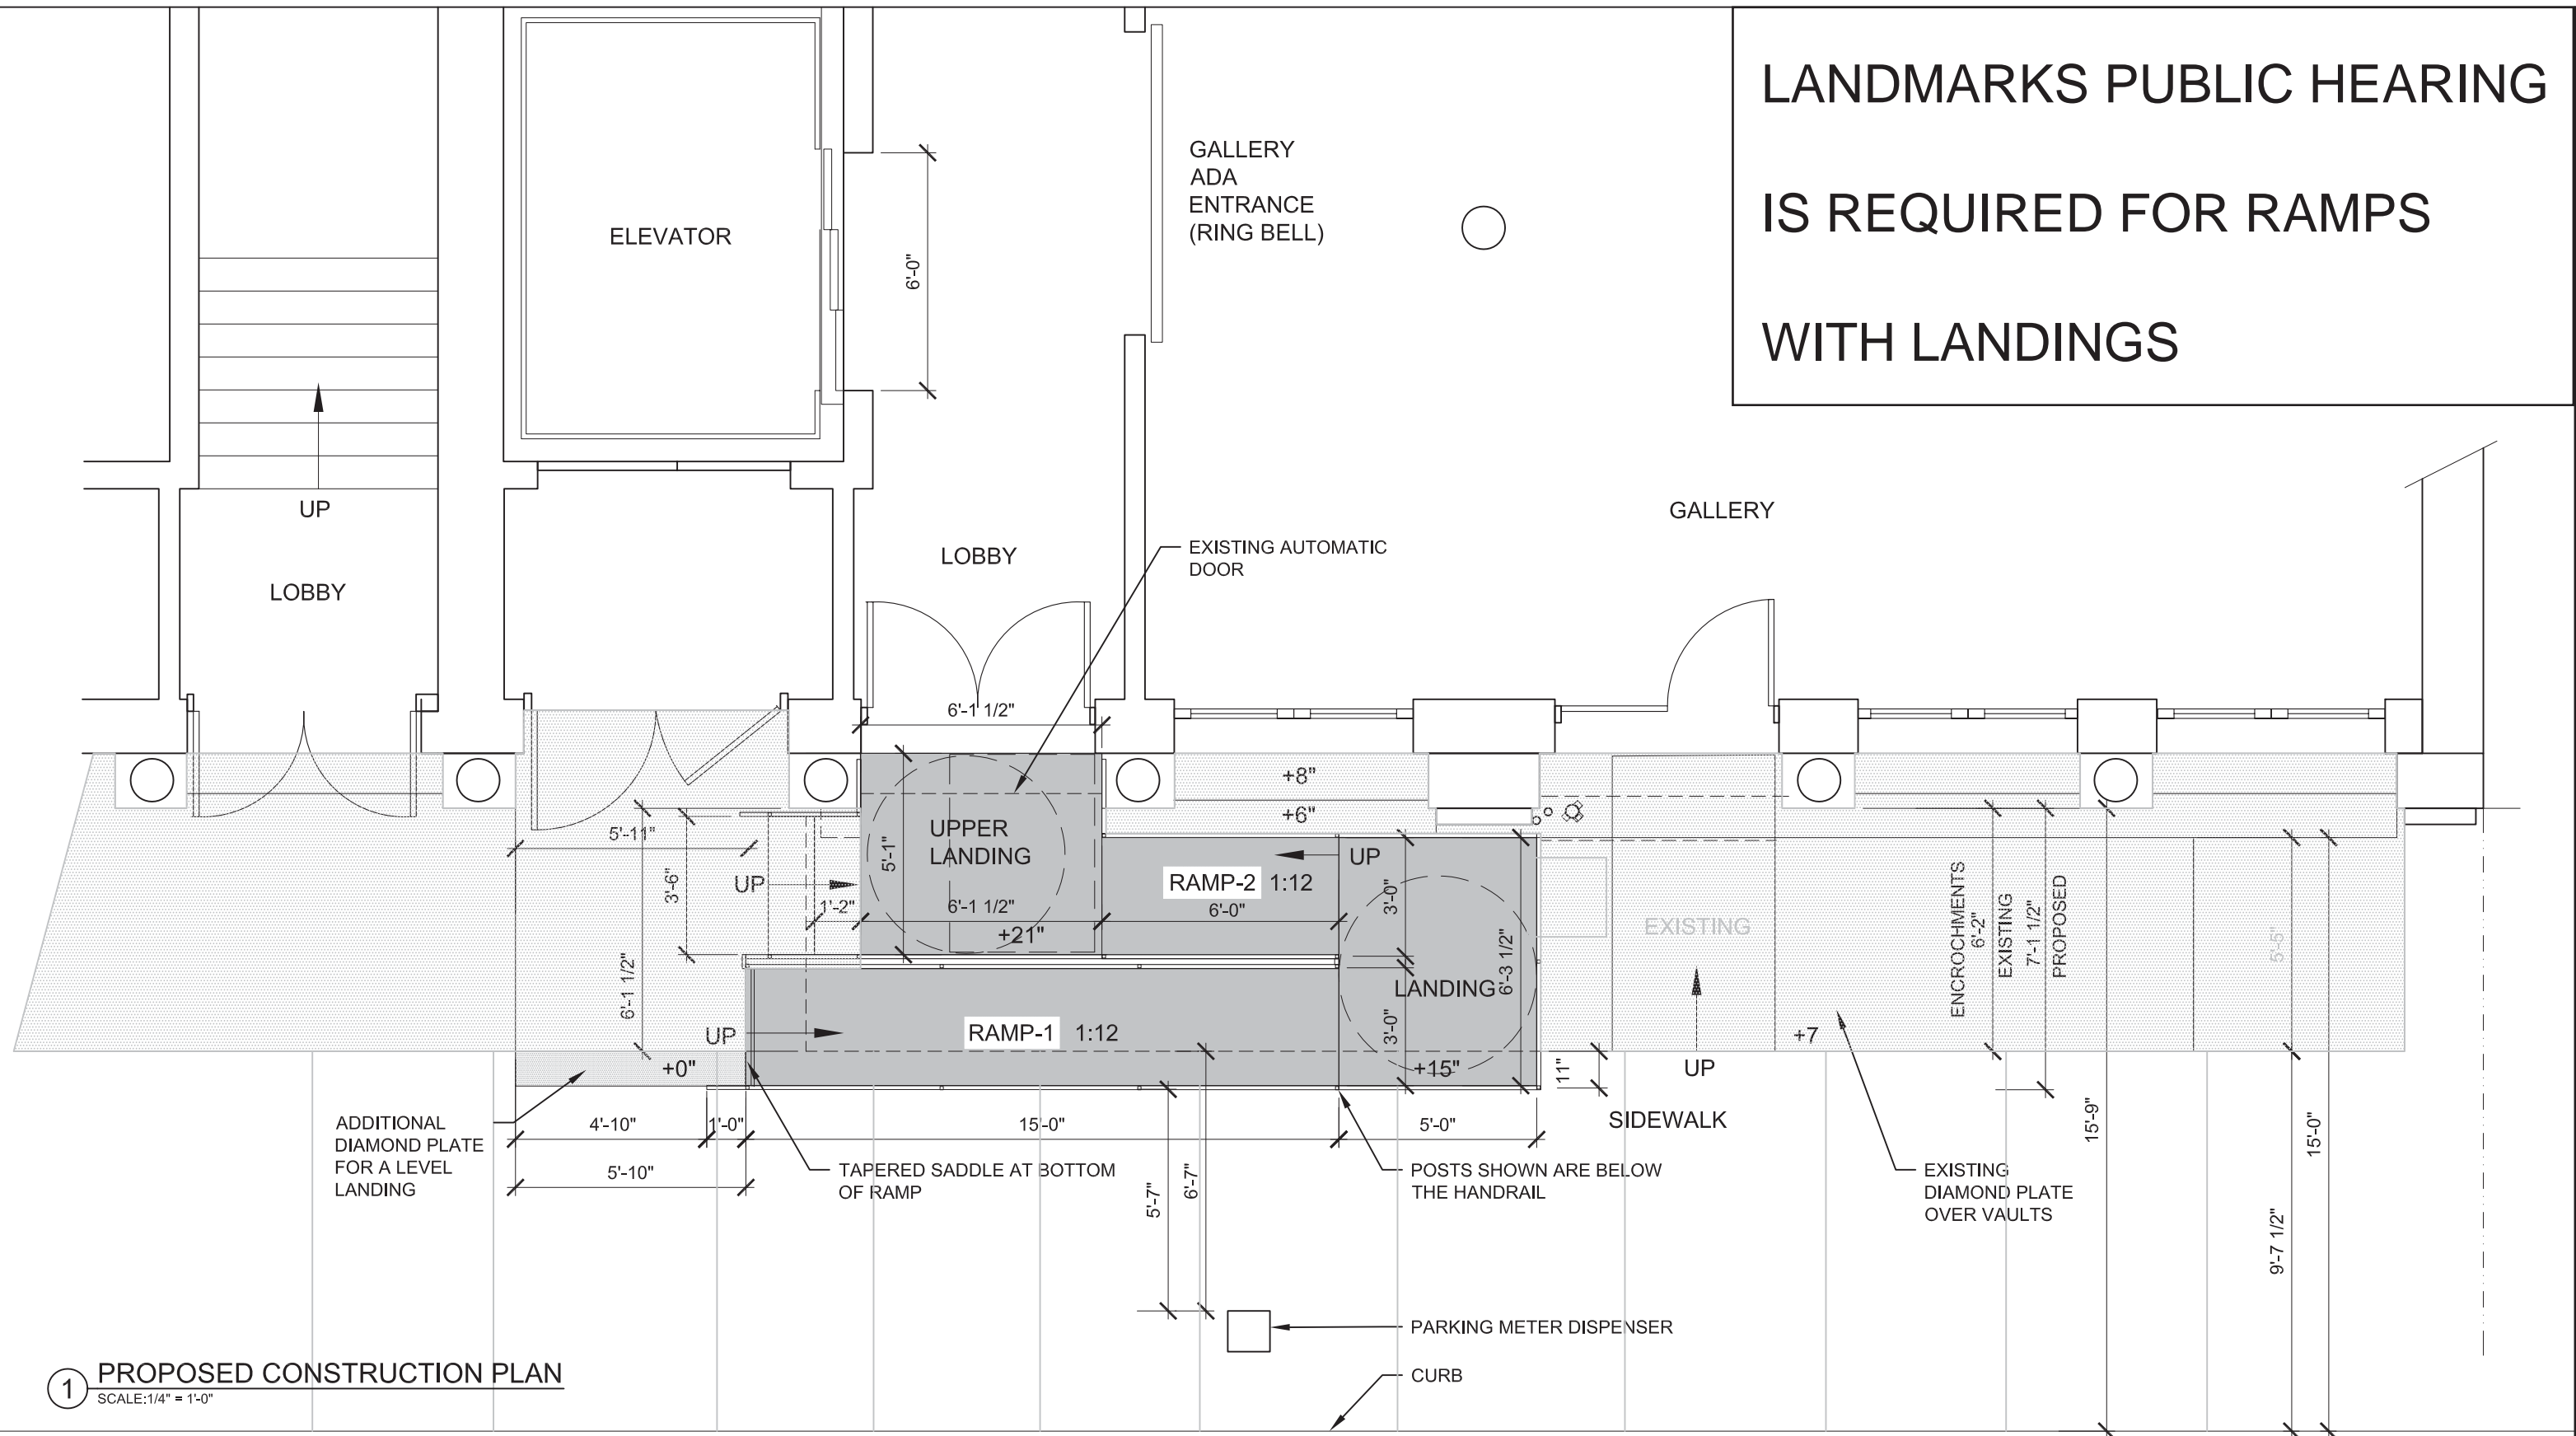 LANDMARKS PUBLIC HEARING
IS REQUIRED FOR RAMPS
WITH LANDINGS
GALLERY
ADA
ENTRANCE
(RING BELL)
ELEVATOR
6'-0"
UP
LOBBY
LOBBY
EXISTING AUTOMATIC
DOOR
GALLERY
6'-1 1/2"
+8"
+6"
5'-11"
3'-6"
UP
1'-2"
5'-1"
UPPER
LANDING
6'-1 1/2"
+21"
UP
RAMP-2 1:12
6'-0"
3'-0"
6'-3 1/2"
LANDING
3'-0"
+15"
6'-1 1/2"
UP
RAMP-1 1:12
+0"
EXISTING
+7
UP
11"
ENCROCHMENTS
6'-2"
EXISTING
7'-1 1/2"
PROPOSED
5'-5"
SIDEWALK
ADDITIONAL
DIAMOND PLATE
FOR A LEVEL
LANDING
4'-10"
1'-0"
15'-0"
5'-0"
5'-10"
TAPERED SADDLE AT BOTTOM
OF RAMP
5'-7"
6'-7"
POSTS SHOWN ARE BELOW
THE HANDRAIL
EXISTING
DIAMOND PLATE
OVER VAULTS
15'-9"
9'-7 1/2"
15'-0"
PARKING METER DISPENSER
CURB
1 PROPOSED CONSTRUCTION PLAN
SCALE:1/4" = 1'-0"